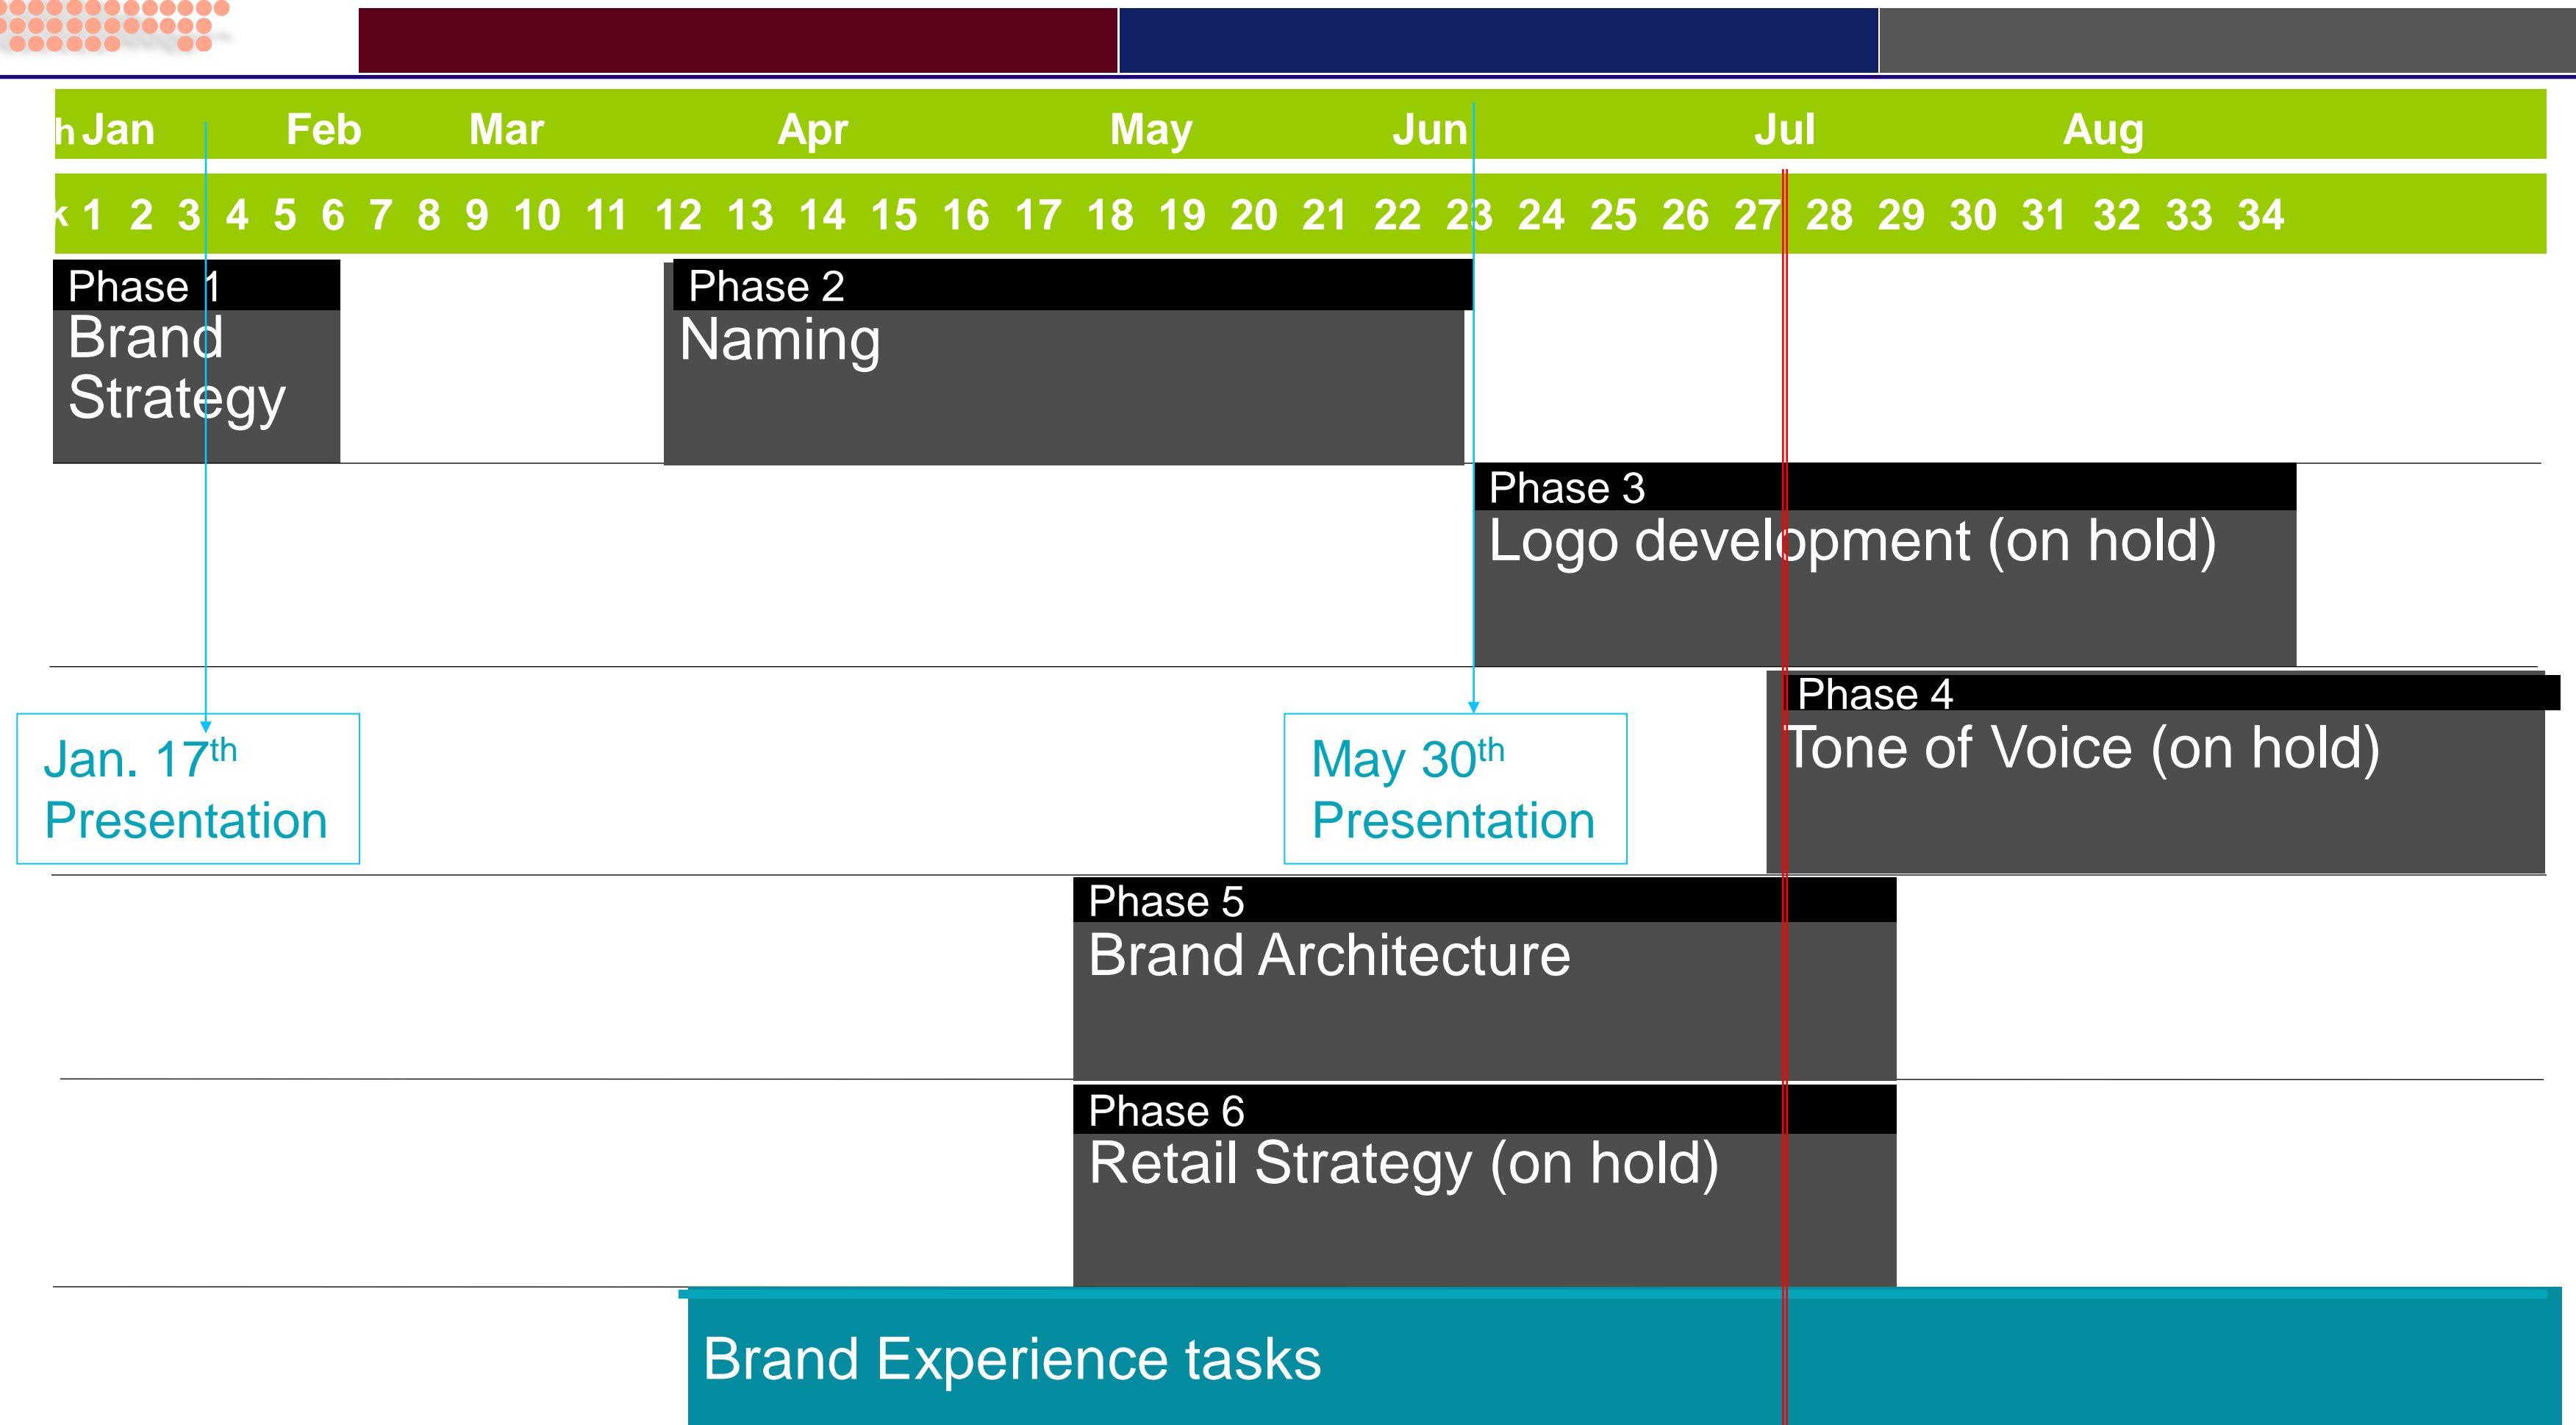 h Jan Feb Mar Apr May Jun Jul Aug
k 1 2 3 4 5 6 7 8 9 10 11 12 13 14 15 16 17 18 19 20 21 22 23 24 25 26 27 28 29 30 31 32 33 34
Phase 1
Brand
Strategy
Phase 2
Naming
Phase 3
Logo development (on hold)
Phase 4
Tone of Voice (on hold)
Jan. 17th
Presentation
May 30th
Presentation
Phase 5
Brand Architecture
Phase 6
Retail Strategy (on hold)
Brand Experience tasks